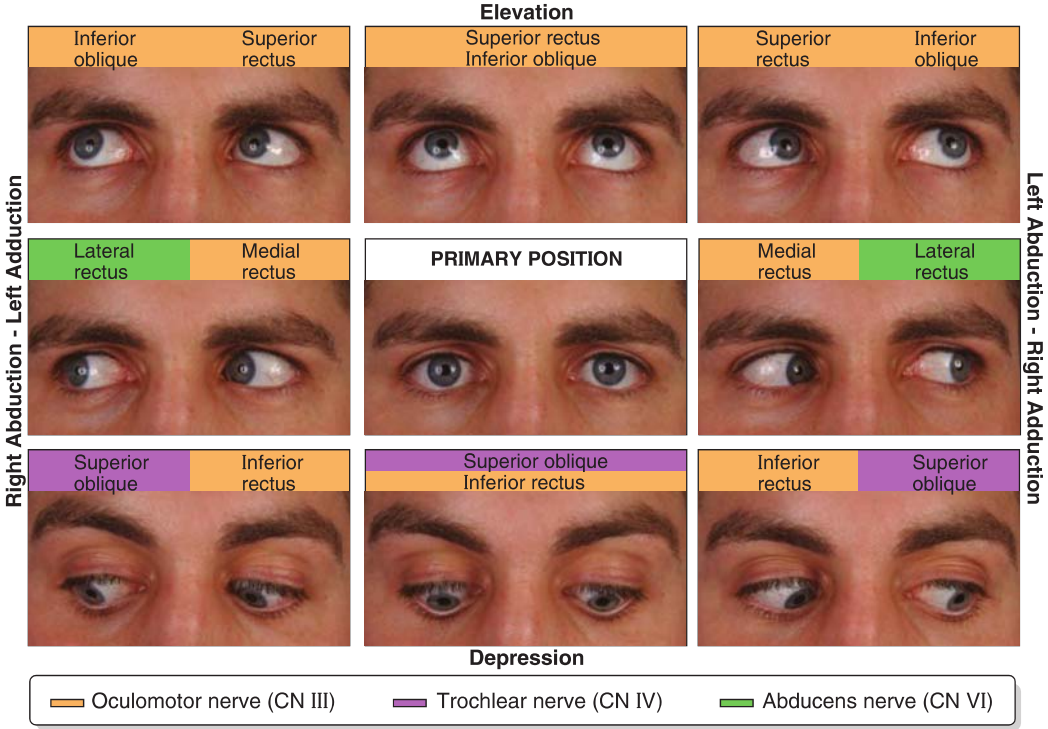 Elevation
Inferior oblique
Superior rectus
Superior rectus
Inferior oblique
Superior rectus
Inferior oblique
Right Abduction - Left Adduction
Left Abduction - Right Adduction
Lateral rectus
Medial rectus
PRIMARY POSITION
Medial rectus
Lateral rectus
Superior oblique
Inferior rectus
Superior oblique
Inferior rectus
Inferior rectus
Superior oblique
Depression
Oculomotor nerve (CN III)
Trochlear nerve (CN IV)
Abducens nerve (CN VI)